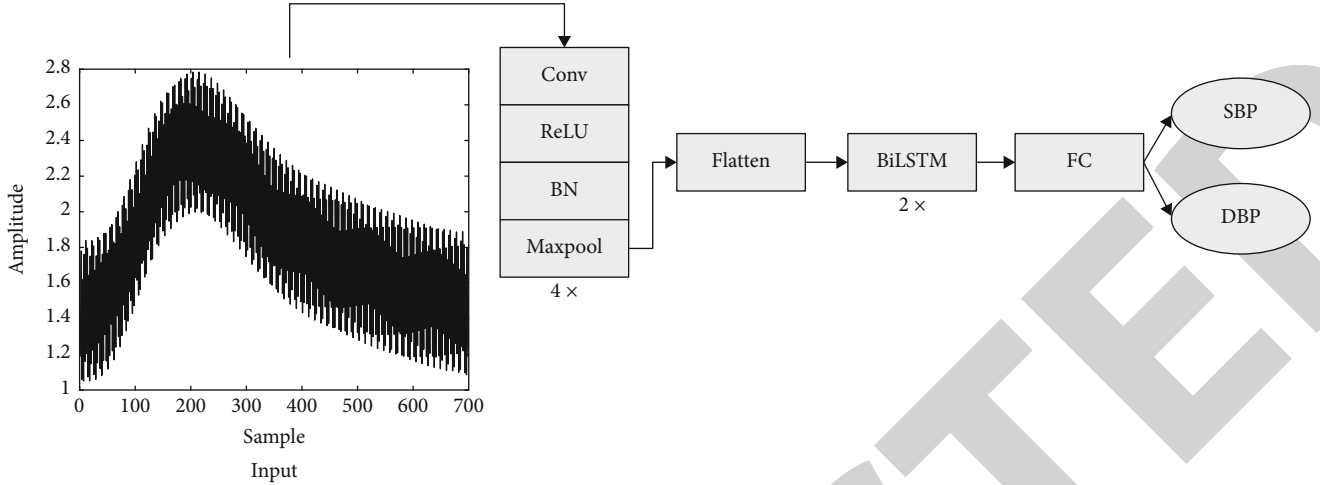 2.8
2.6
2.4
2.2
2
1.8
1.6
1.4
1.2
1
Amplitude
0 100 200 300 400 500 600 700
Sample
Input
Conv
ReLU
BN
Maxpool
4 ×
Flatten
BiLSTM
2 ×
FC
SBP
DBP